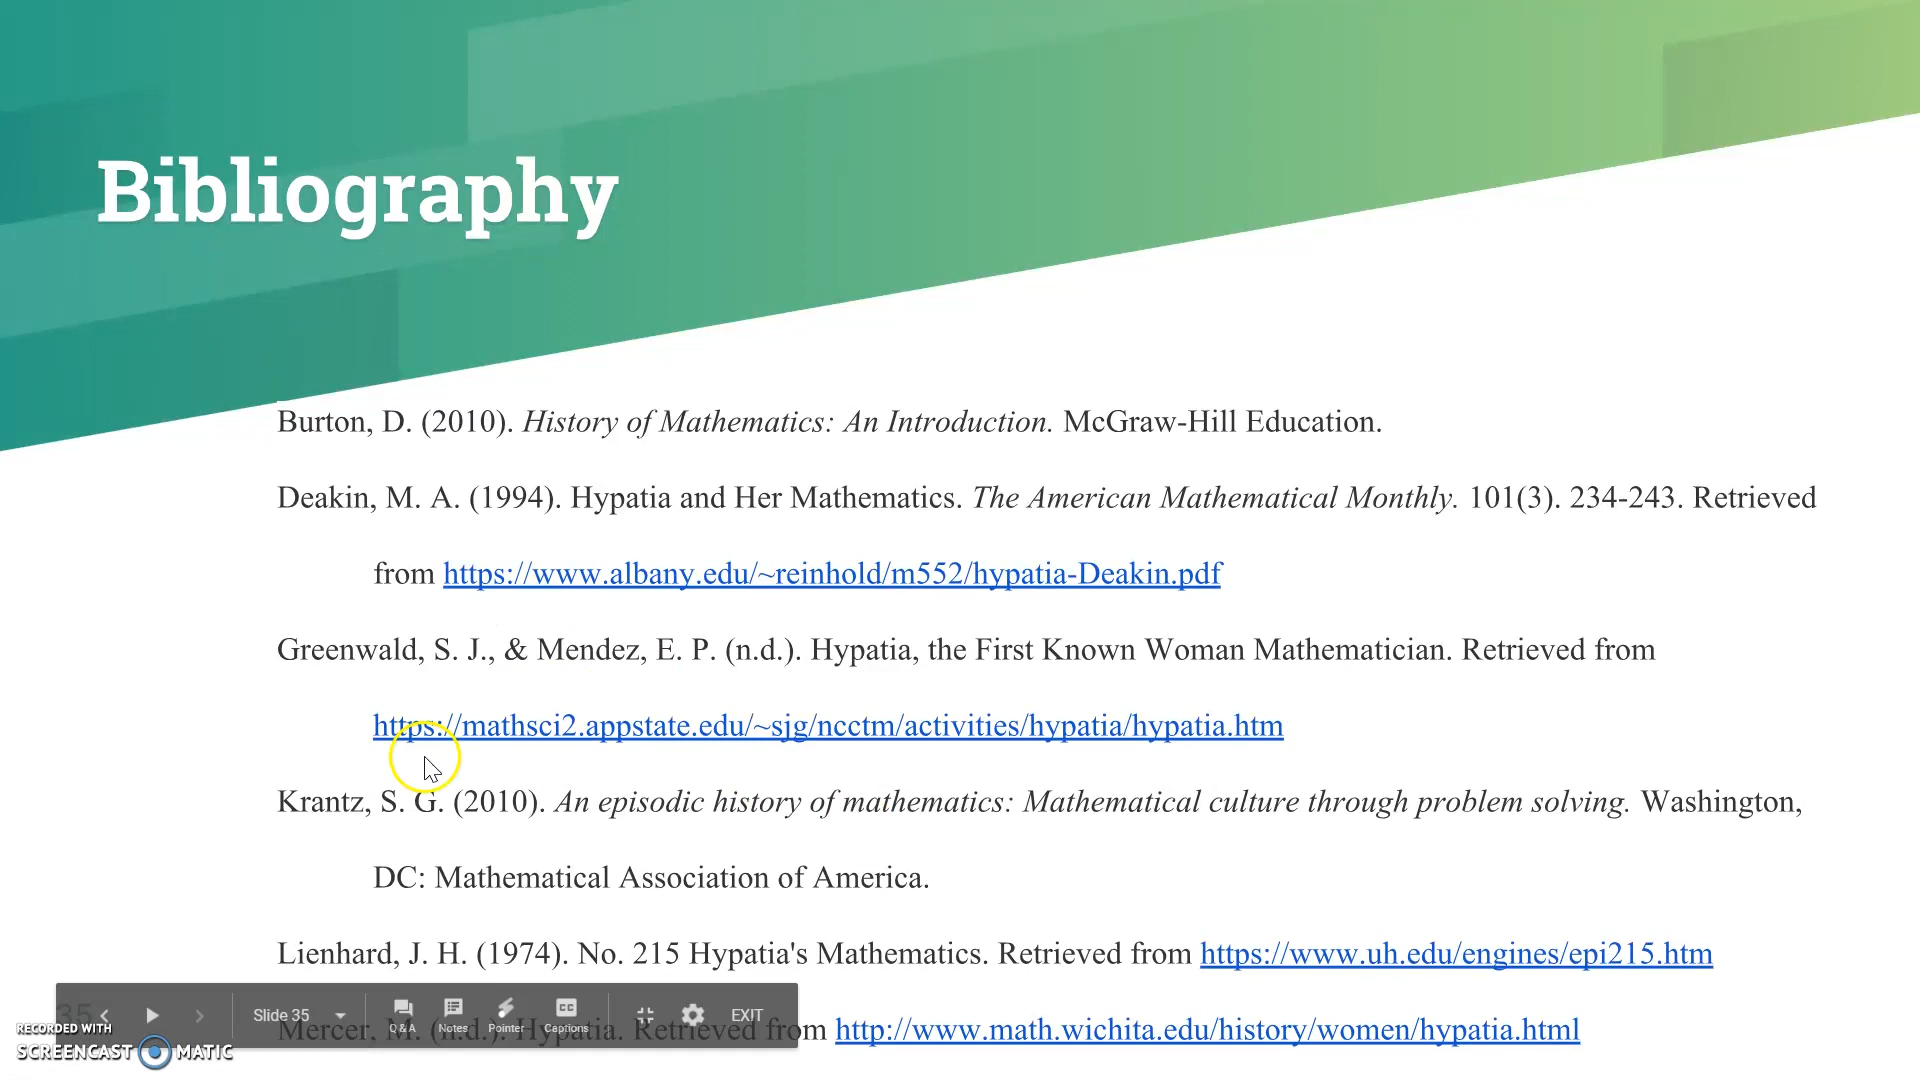 Bibliography
Burton, D. (2010). History of Mathematics: An Introduction. McGraw-Hill Education.
Deakin, M. A. (1994). Hypatia and Her Mathematics. The American Mathematical Monthly. 101(3). 234-243. Retrieved
from https://www.albany.edu/~reinhold/m552/hypatia-Deakin.pdf
Greenwald, S. J., & Mendez, E. P. (n.d.). Hypatia, the First Known Woman Mathematician. Retrieved from
https://mathsci2.appstate.edu/~sjg/ncctm/activities/hypatia/hypatia.htm
Krantz, S. G. (2010). An episodic history of mathematics: Mathematical culture through problem solving. Washington,
DC: Mathematical Association of America.
Lienhard, J. H. (1974). No. 215 Hypatia's Mathematics. Retrieved from https://www.uh.edu/engines/epi215.htm
Mercer, M. (n.d.). Hypatia. Retrieved from http://www.math.wichita.edu/history/women/hypatia.html
35
Slide 35
Q & A
Notes
Pointer
Captions
CC
EXIT
RECORDED WITH
SCREENCAST MATIC